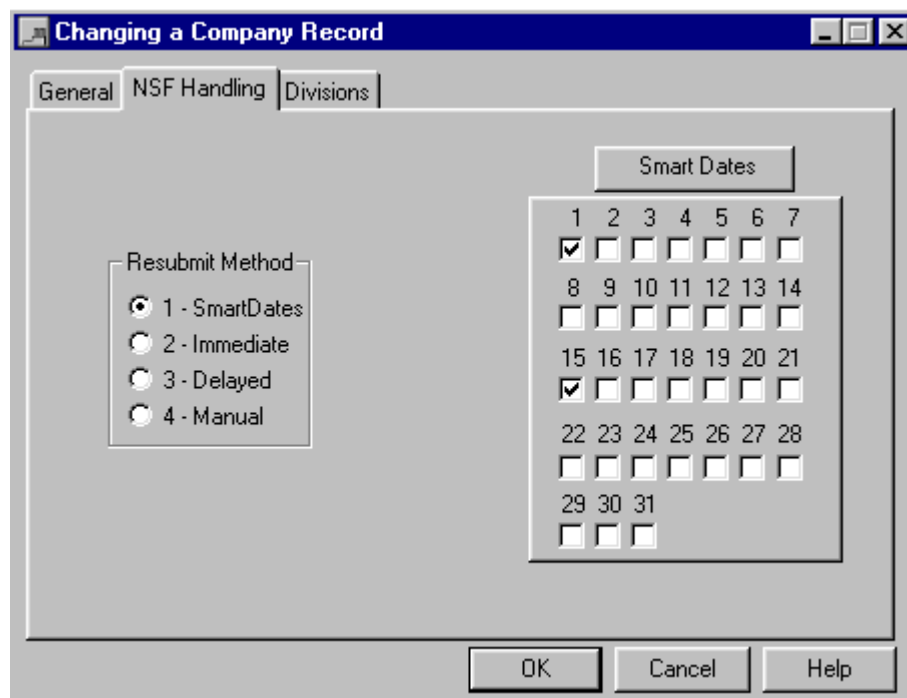 Changing a Company Record
General NSF Handling Divisions
Smart Dates
1 2 3 4 5 6 7
8 9 10 11 12 13 14
15 16 17 18 19 20 21
22 23 24 25 26 27 28
29 30 31
Resubmit Method
1 - SmartDates
2 - Immediate
3 - Delayed
4 - Manual
OK Cancel Help